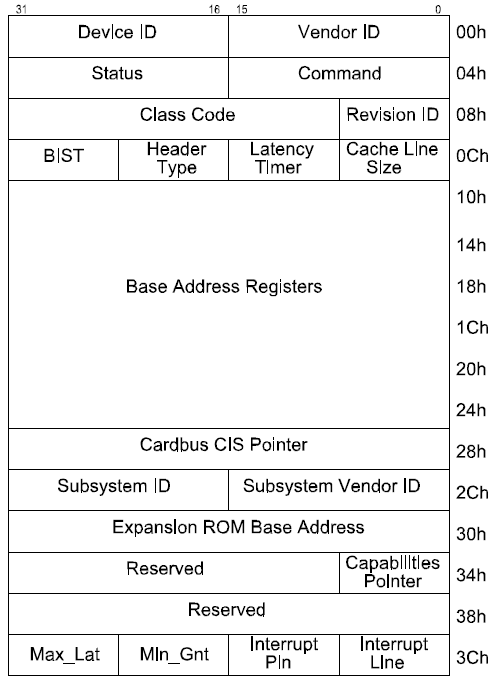 31 16 15 0
Device ID Vendor ID 00h
Status Command 04h
Class Code Revision ID 08h
BIST Header Type Latency Timer Cache Line Size 0Ch
10h
14h
Base Address Registers 18h
1Ch
20h
24h
Cardbus CIS Pointer 28h
Subsystem ID Subsystem Vendor ID 2Ch
Expansion ROM Base Address 30h
Reserved Capabilities Pointer 34h
Reserved 38h
Max_Lat Min_Gnt Interrupt Pin Interrupt Line 3Ch